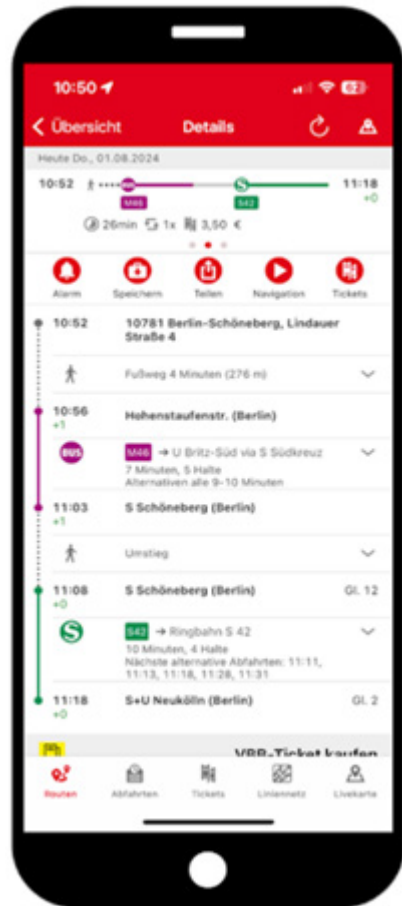 10:50
62
Übersicht Details
Heute Do., 01.08.2024
10:52 BUS S 11:18
M46 S42 +0
26min 1x 3,50 €
Alarm Speichern Teilen Navigation Tickets
10:52 10781 Berlin-Schöneberg, Lindauer
Straße 4
Fußweg 4 Minuten (276 m)
10:56 Hohenstaufenstr. (Berlin)
+1
BUS M46 → U Britz-Süd via S Südkreuz
7 Minuten, 5 Halte
Alternativen alle 9-10 Minuten
11:03 S Schöneberg (Berlin)
+1
Umstieg
11:08 S Schöneberg (Berlin) Gl. 12
+0
S S42 → Ringbahn S 42
10 Minuten, 4 Halte
Nächste alternative Abfahrten: 11:11,
11:13, 11:18, 11:28, 11:31
11:18 S+U Neukölln (Berlin) Gl. 2
+0
VBB-Ticket kaufen
Routen Abfahrten Tickets Liniennetz Livekarte